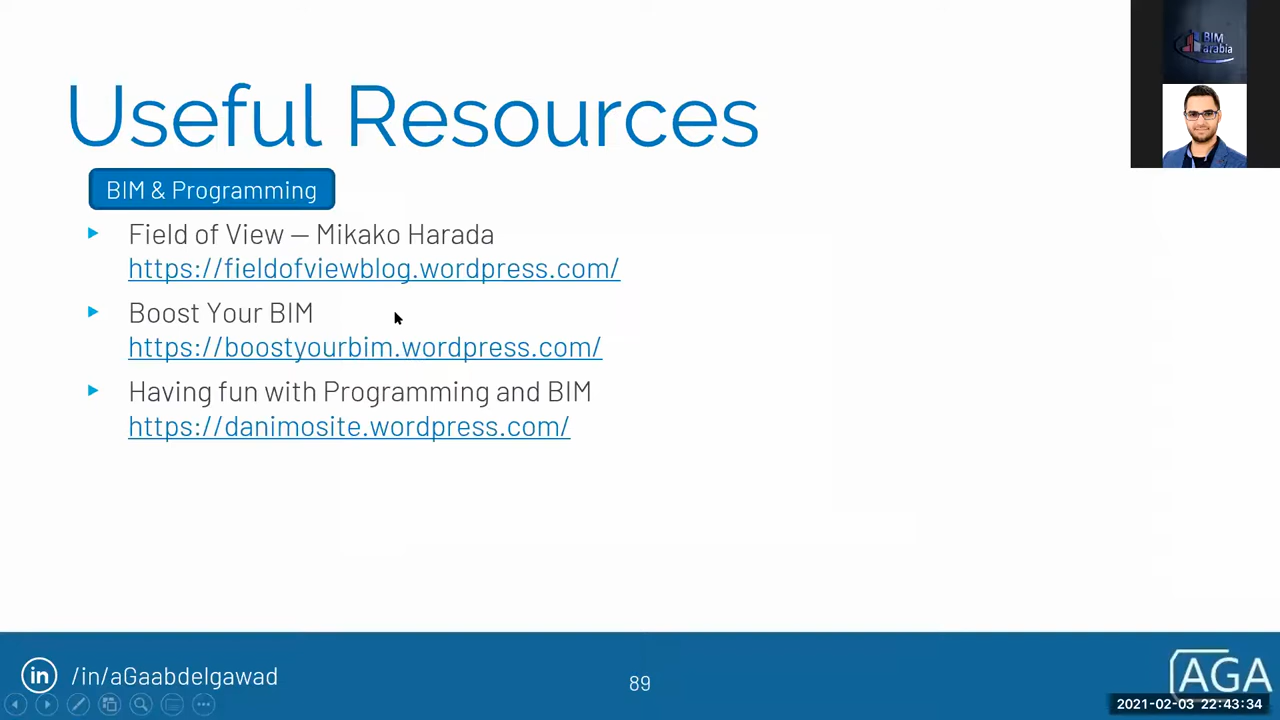 BIM
arabia
Useful Resources
BIM & Programming
Field of View — Mikako Harada
https://fieldofviewblog.wordpress.com/
Boost Your BIM
https://boostyourbim.wordpress.com/
Having fun with Programming and BIM
https://danimosite.wordpress.com/
in /in/aGaabdelgawad
89
AGA
2021-02-03 22:43:34